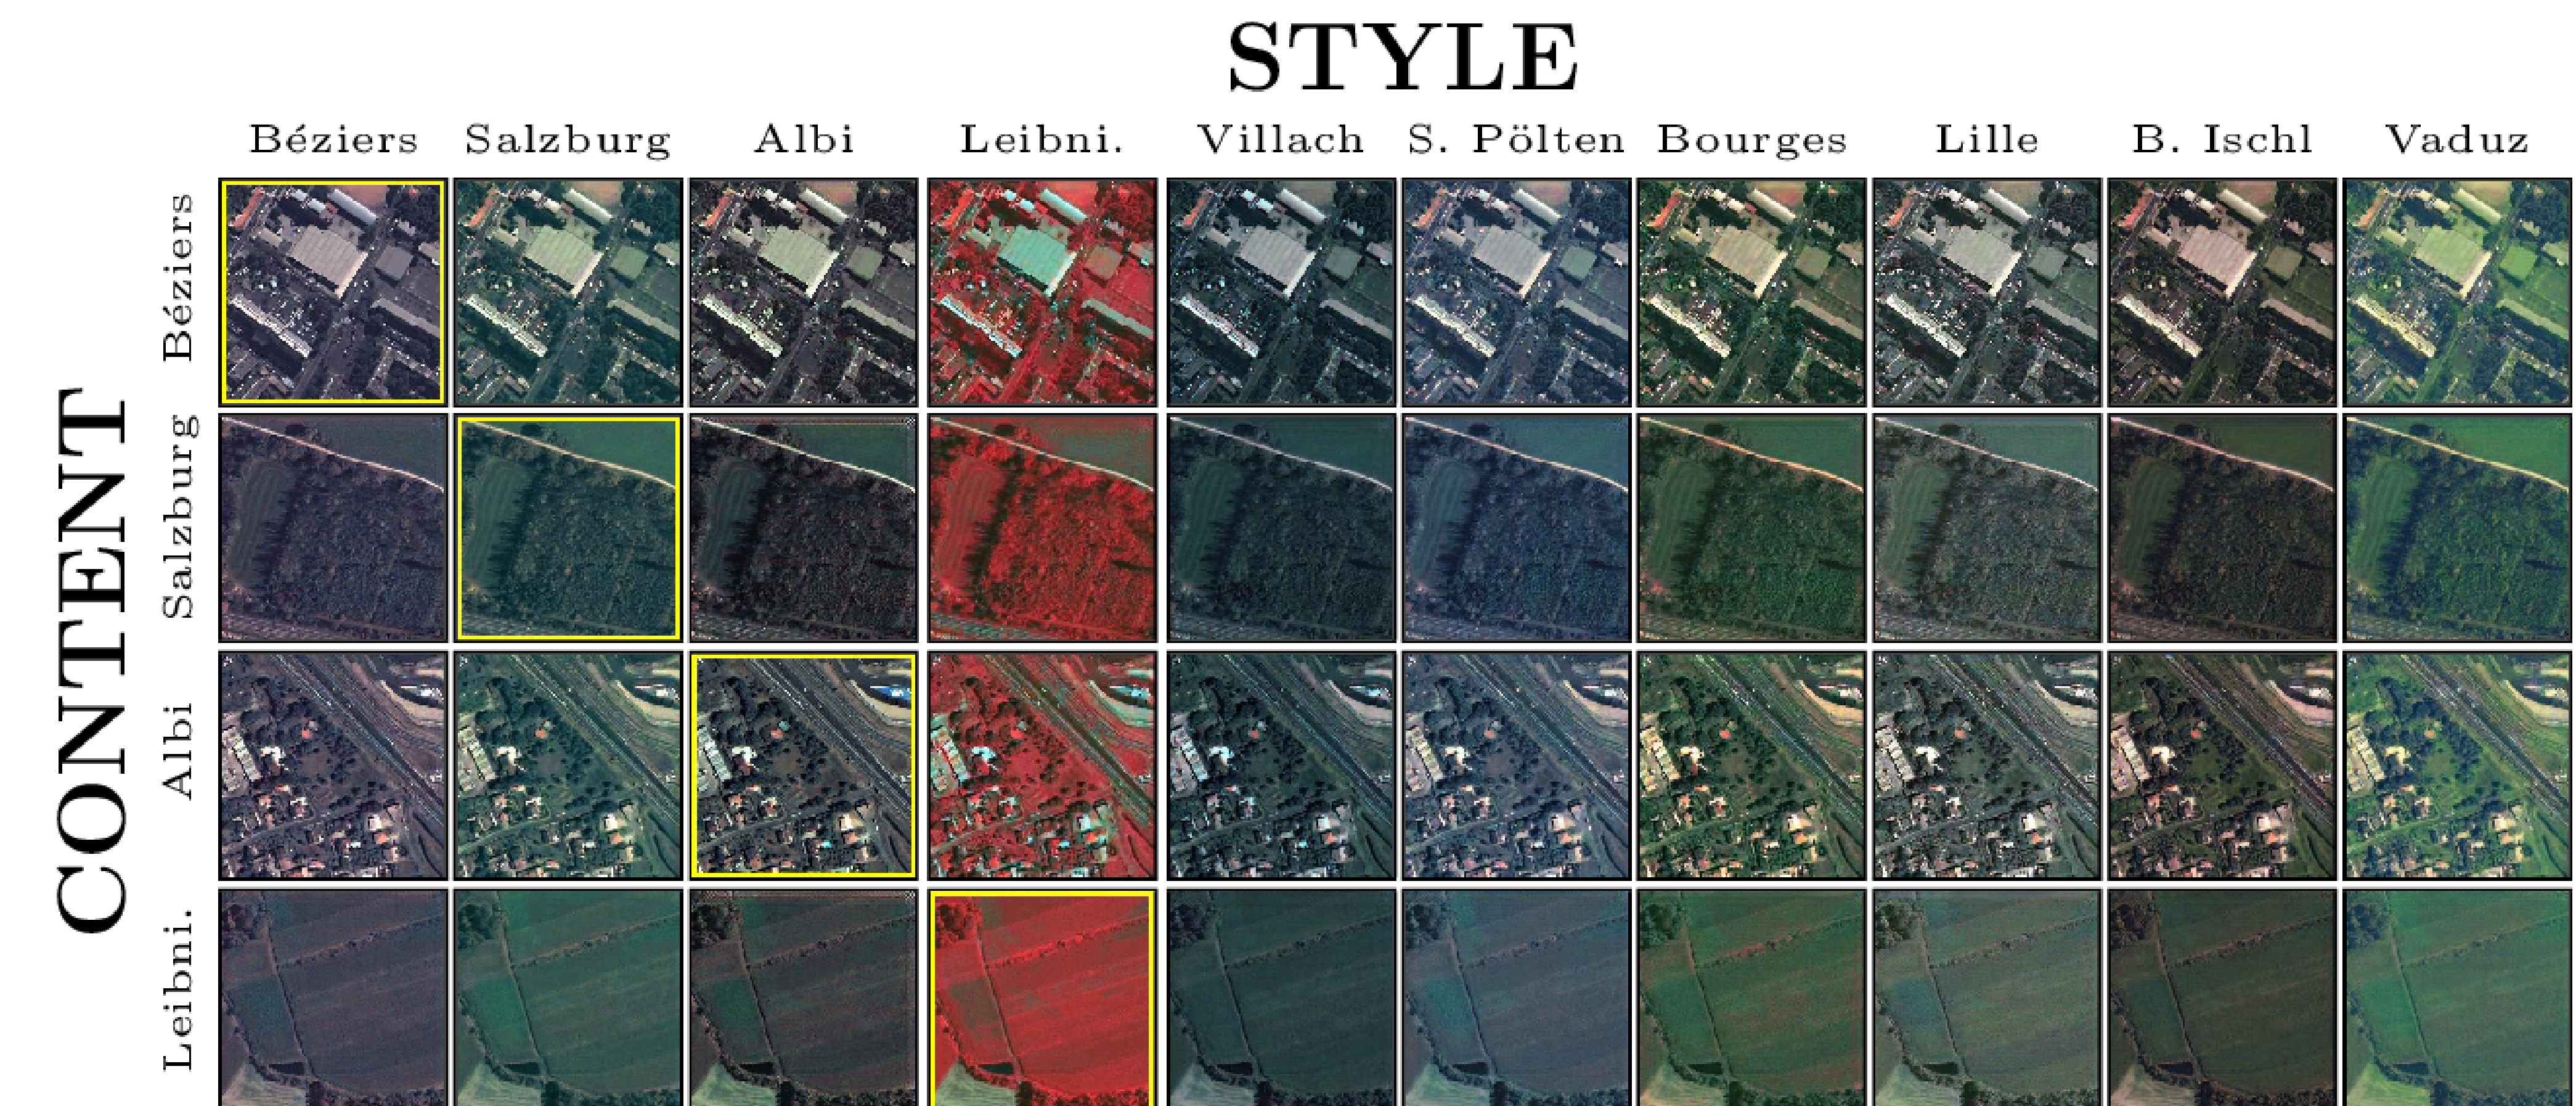 STYLE
Béziers Salzburg Albi Leibni. Villach S. Pölten Bourges Lille B. Ischl Vaduz
CONTENT
Béziers
Salzburg
Albi
Leibni.